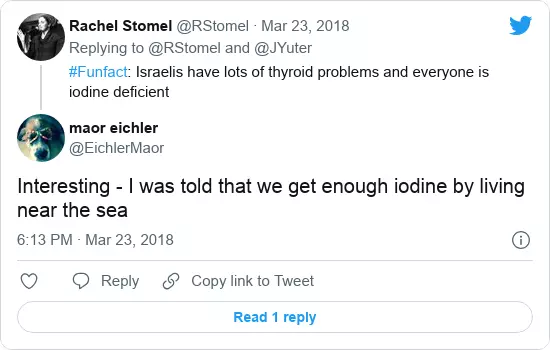 Rachel Stomel @RStomel · Mar 23, 2018
Replying to @RStomel and @JYuter
#Funfact: Israelis have lots of thyroid problems and everyone is
iodine deficient
maor eichler
@EichlerMaor
Interesting - I was told that we get enough iodine by living
near the sea
6:13 PM · Mar 23, 2018
Reply
Copy link to Tweet
Read 1 reply